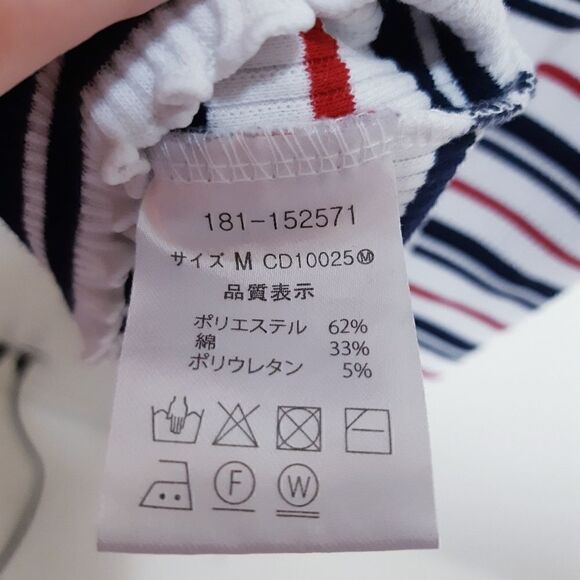 181-152571
サイズ M CD10025Ⓜ
品質表示
ポリエステル 62%
綿 33%
ポリウレタン 5%
F W